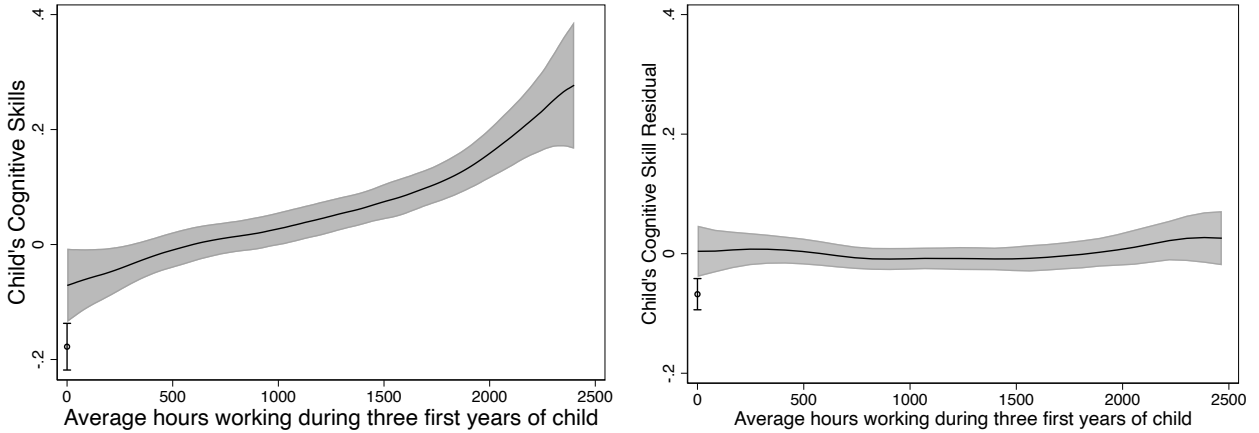 Child's Cognitive Skills
.4
.2
0
-.2
0 500 1000 1500 2000 2500
Average hours working during three first years of child
Child's Cognitive Skill Residual
.4
.2
0
-.2
0 500 1000 1500 2000 2500
Average hours working during three first years of child